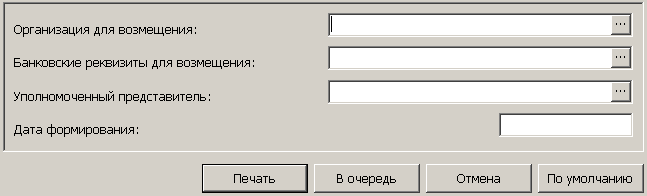 Организация для возмещения:
Банковские реквизиты для возмещения:
Уполномоченный представитель:
Дата формирования:
Печать В очередь Отмена По умолчанию